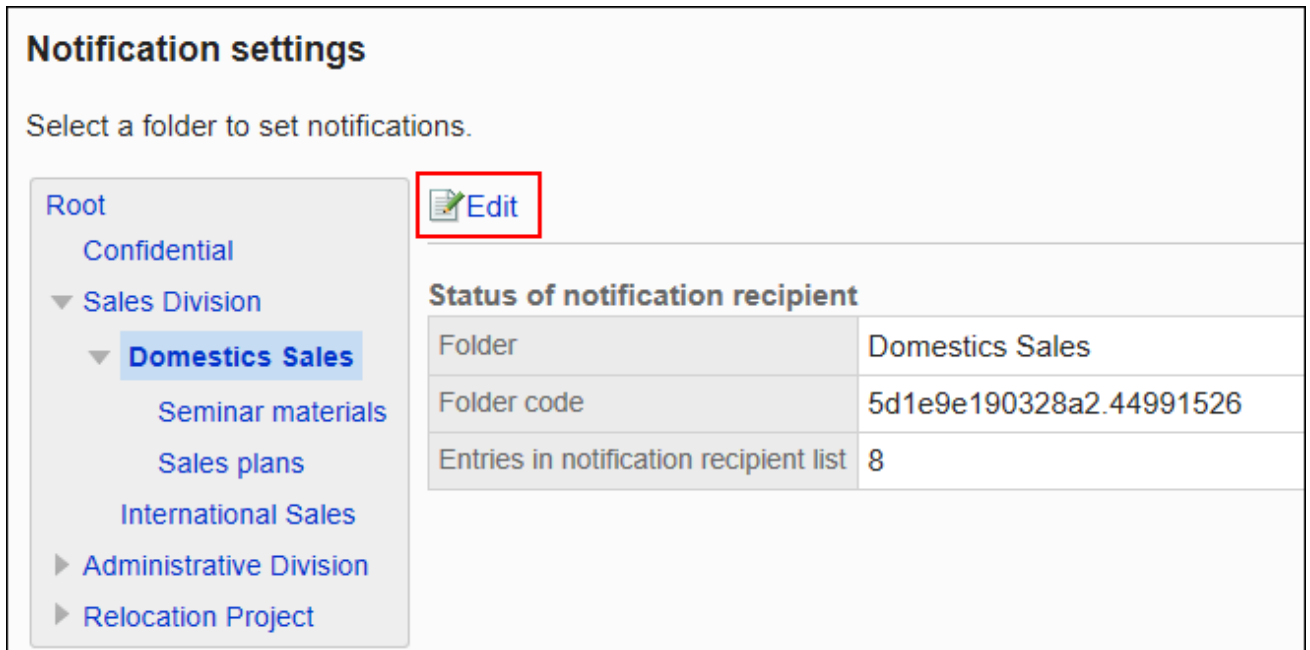 Notification settings
Select a folder to set notifications.
Root
Confidential
Sales Division
Domestics Sales
Seminar materials
Sales plans
International Sales
Administrative Division
Relocation Project
Edit
Status of notification recipient
Folder Domestics Sales
Folder code 5d1e9e190328a2.44991526
Entries in notification recipient list 8